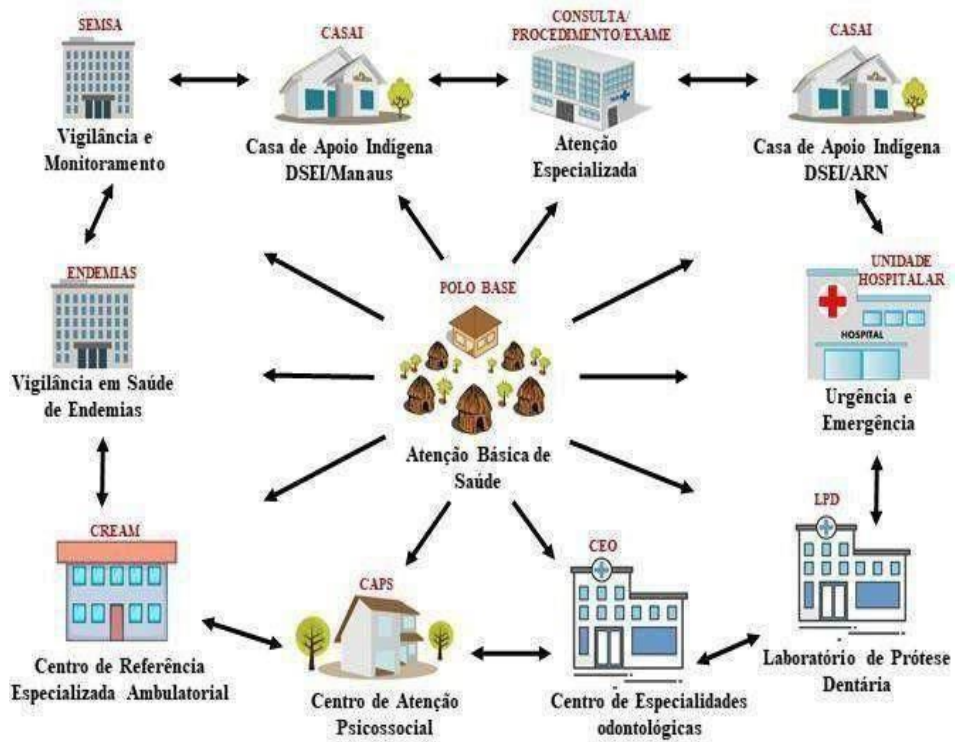 SEMSA
Vigilância e
Monitoramento
CASAI
Casa de Apoio Indígena
DSEI/Manaus
CONSULTA/
PROCEDIMENTO/EXAME
Atenção
Especializada
CASAI
Casa de Apoio Indígena
DSEI/ARN
ENDEMIAS
Vigilância em Saúde
de Endemias
POLO BASE
Atenção Básica de
Saúde
UNIDADE
HOSPITALAR
HOSPITAL
Urgência e
Emergência
CREAM
Centro de Referência
Especializada Ambulatorial
CAPS
Centro de Atenção
Psicossocial
CEO
Centro de Especialidades
odontológicas
LPD
Laboratório de Prótese
Dentária